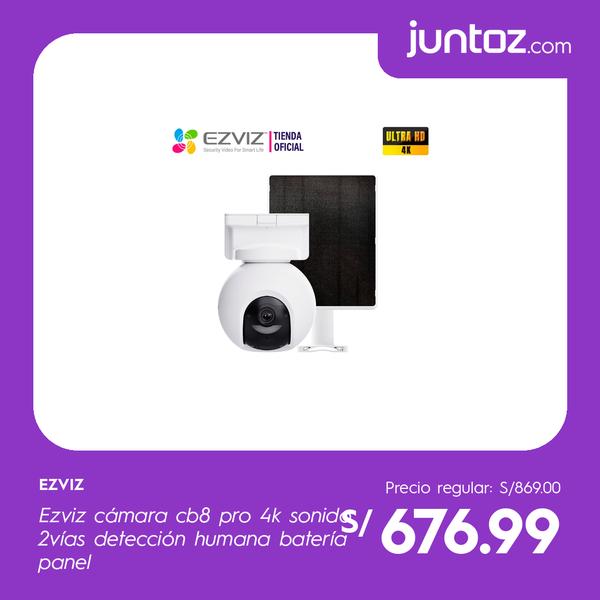 juntoz.com
EZVIZ
Security Video For Smart Life
TIENDA
OFICIAL
ULTRA HD
4K
EZVIZ
Precio regular: S/869.00
Ezviz cámara cb8 pro 4k sonido
2vías detección humana batería
panel
S/ 676.99